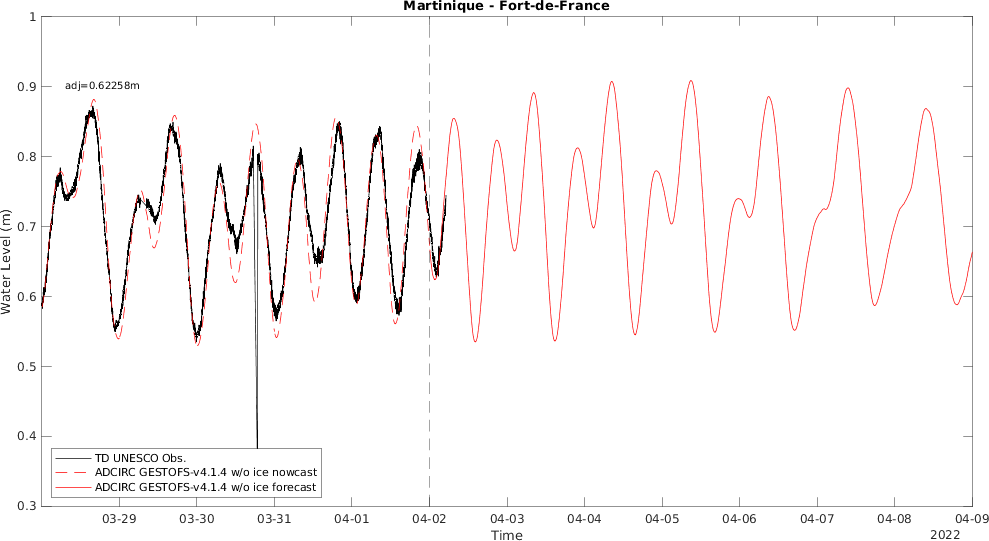 Martinique - Fort-de-France
adj=0.62258m
Water Level (m)
1
0.9
0.8
0.7
0.6
0.5
0.4
0.3
TD UNESCO Obs.
ADCIRC GESTOFS-v4.1.4 w/o ice nowcast
ADCIRC GESTOFS-v4.1.4 w/o ice forecast
03-29 03-30 03-31 04-01 04-02 04-03 04-04 04-05 04-06 04-07 04-08 04-09
Time
2022